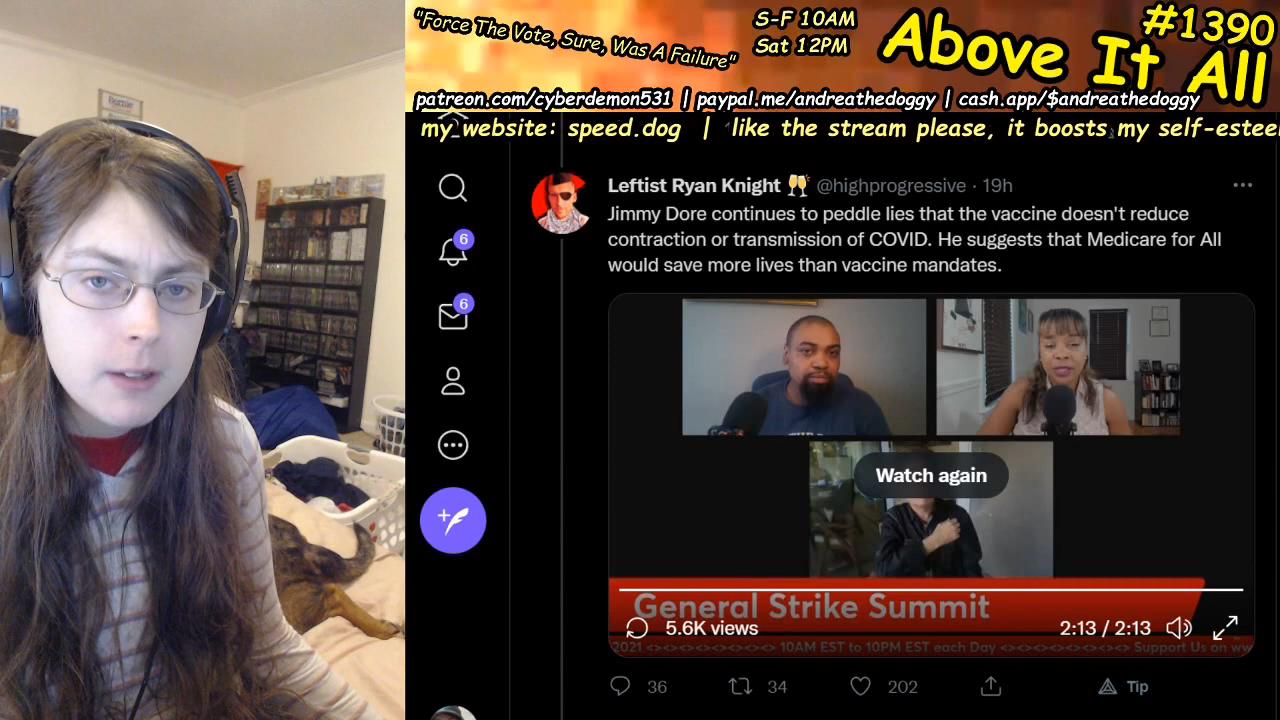 "Force The Vote, Sure, Was A Failure"
S-F 10AM
Sat 12PM
#1390
Above It All
patreon.com/cyberdemon531 | paypal.me/andreathedoggy | cash.app/$andreathedoggy
my website: speed.dog | like the stream please, it boosts my self-estee
Bernie
6
6
Leftist Ryan Knight 🥂 @highprogressive · 19h
Jimmy Dore continues to peddle lies that the vaccine doesn't reduce
contraction or transmission of COVID. He suggests that Medicare for All
would save more lives than vaccine mandates.
Watch again
General Strike Summit
5.6K views
2:13 / 2:13
2021 <><><><><><><> 10AM EST to 10PM EST each Day <><><><><><><> Support Us on ww
36
34
202
Tip